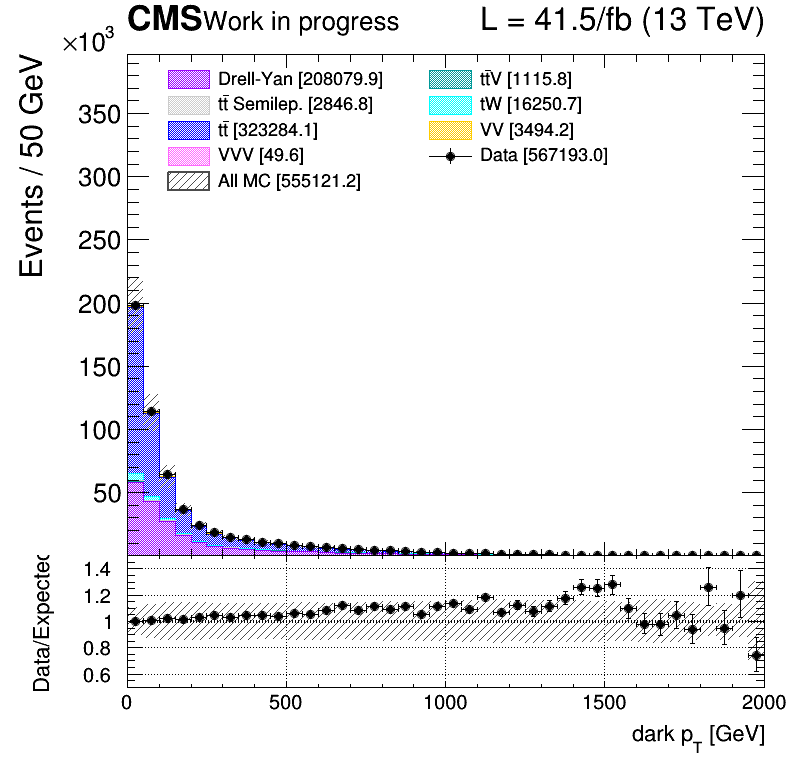 CMS Work in progress L = 41.5/fb (13 TeV)
×10³
Events / 50 GeV
350
300
250
200
150
100
50
Drell-Yan [208079.9]
tt̄ Semilep. [2846.8]
tt̄ [323284.1]
VVV [49.6]
All MC [555121.2]
tt̄V [1115.8]
tW [16250.7]
VV [3494.2]
Data [567193.0]
Data/Expected
1.4
1.2
1
0.8
0.6
0 500 1000 1500 2000
dark p_T [GeV]